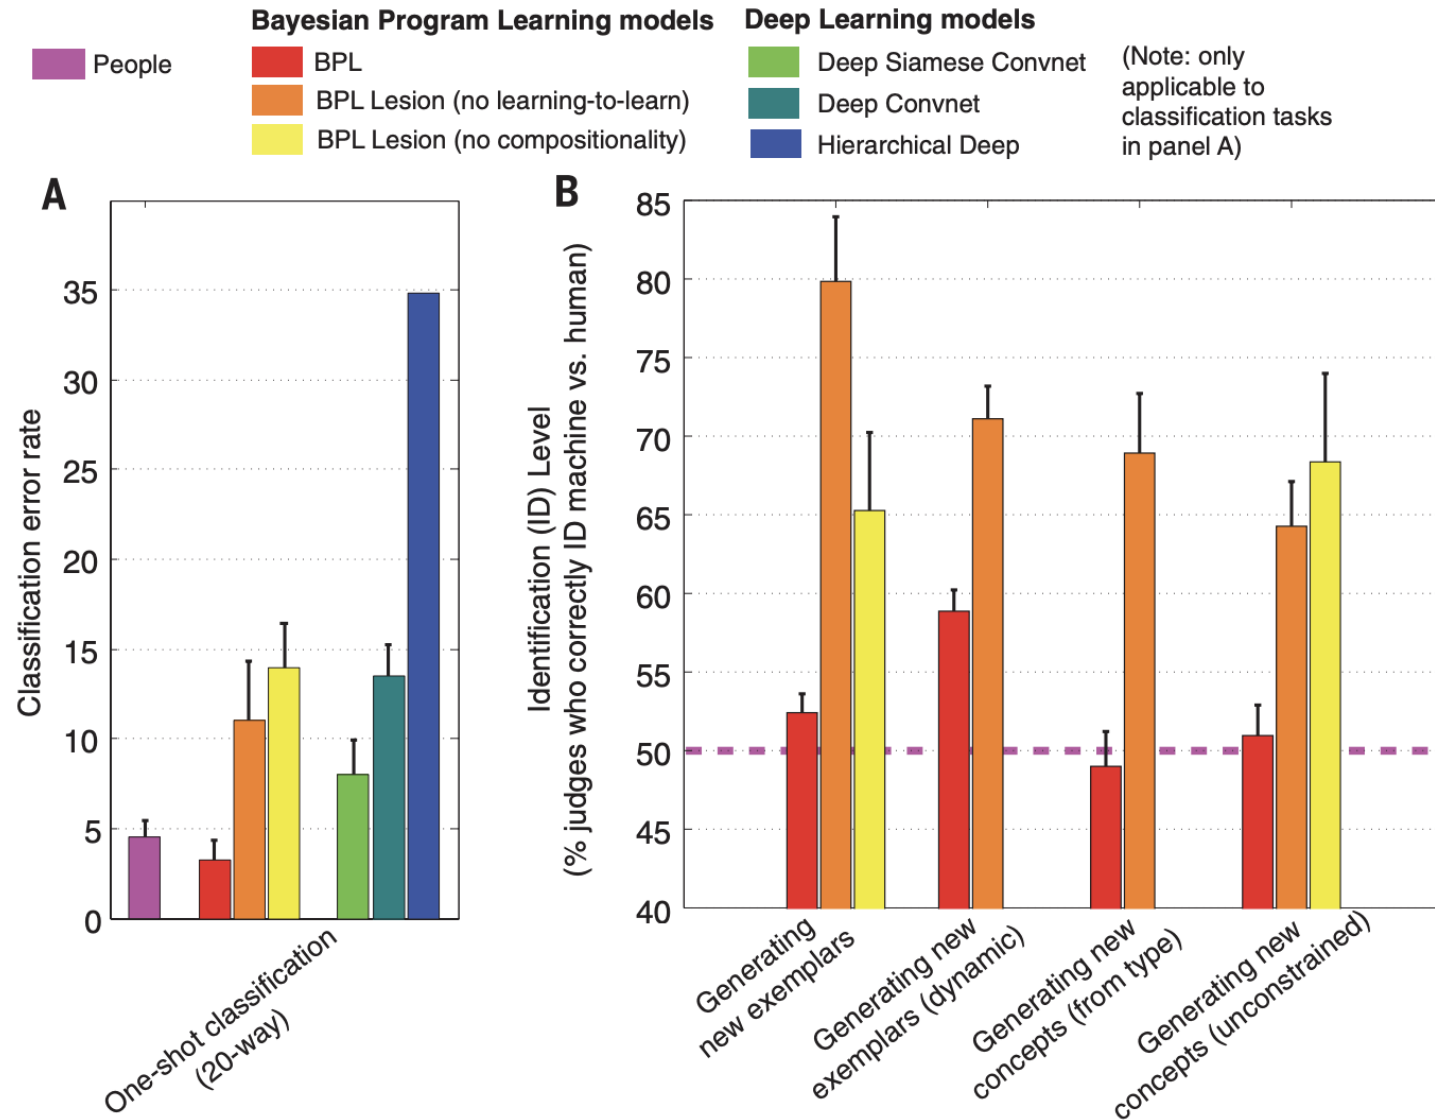 People
Bayesian Program Learning models
BPL
BPL Lesion (no learning-to-learn)
BPL Lesion (no compositionality)
Deep Learning models
Deep Siamese Convnet
Deep Convnet
Hierarchical Deep
(Note: only
applicable to
classification tasks
in panel A)
A
Classification error rate
35
30
25
20
15
10
5
0
One-shot classification
(20-way)
B
Identification (ID) Level
(% judges who correctly ID machine vs. human)
85
80
75
70
65
60
55
50
45
40
Generating
new exemplars
Generating new
exemplars (dynamic)
Generating new
concepts (from type)
Generating new
concepts (unconstrained)